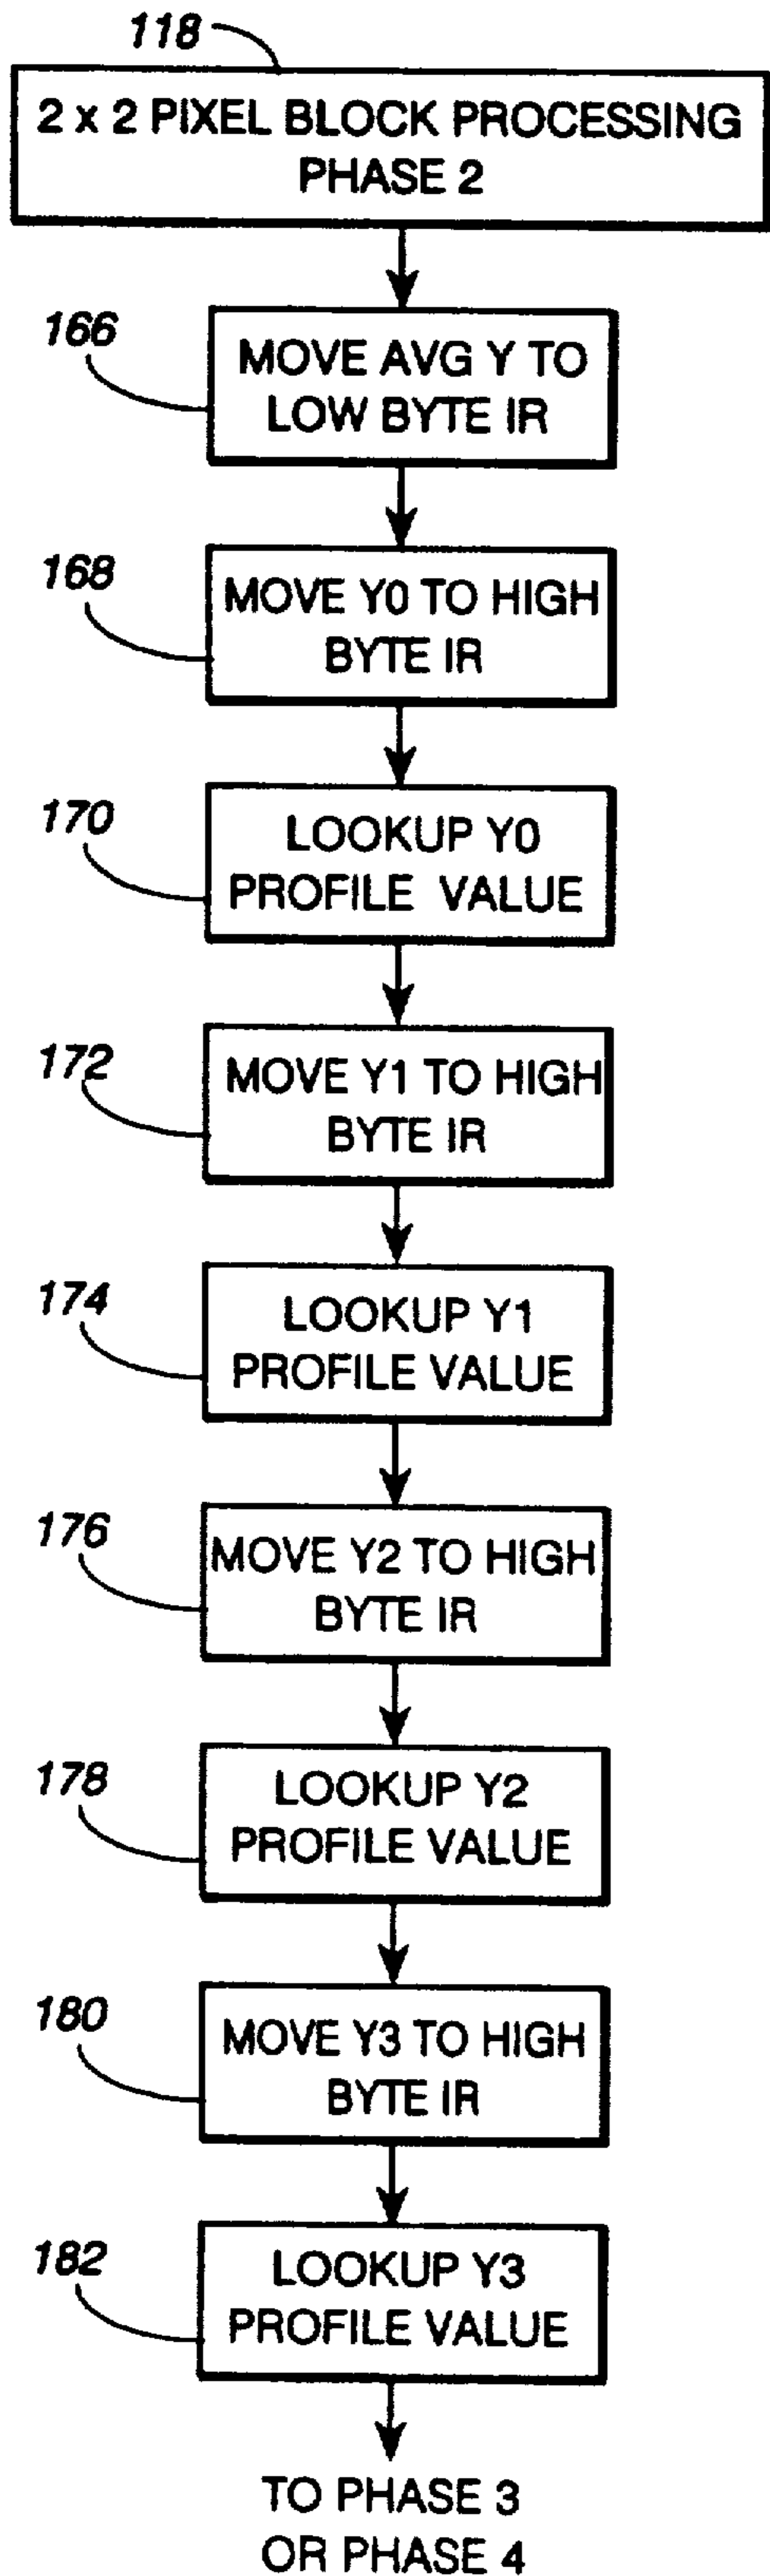 118
2 x 2 PIXEL BLOCK PROCESSING
PHASE 2
166
MOVE AVG Y TO
LOW BYTE IR
168
MOVE Y0 TO HIGH
BYTE IR
170
LOOKUP Y0
PROFILE VALUE
172
MOVE Y1 TO HIGH
BYTE IR
174
LOOKUP Y1
PROFILE VALUE
176
MOVE Y2 TO HIGH
BYTE IR
178
LOOKUP Y2
PROFILE VALUE
180
MOVE Y3 TO HIGH
BYTE IR
182
LOOKUP Y3
PROFILE VALUE
TO PHASE 3
OR PHASE 4